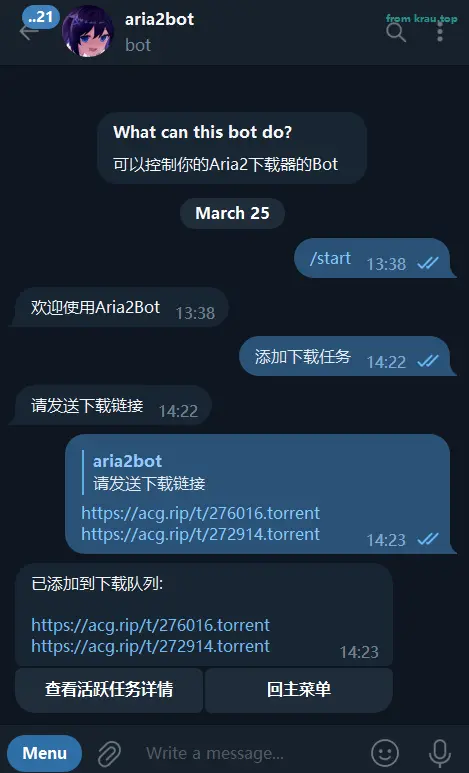 ..21
aria2bot
bot
from krau.top
What can this bot do?
可以控制你的Aria2下载器的Bot
March 25
/start 13:38
欢迎使用Aria2Bot 13:38
添加下载任务 14:22
请发送下载链接 14:22
aria2bot
请发送下载链接
https://acg.rip/t/276016.torrent
https://acg.rip/t/272914.torrent 14:23
已添加到下载队列:
https://acg.rip/t/276016.torrent
https://acg.rip/t/272914.torrent 14:23
查看活跃任务详情 回主菜单
Menu Write a message...